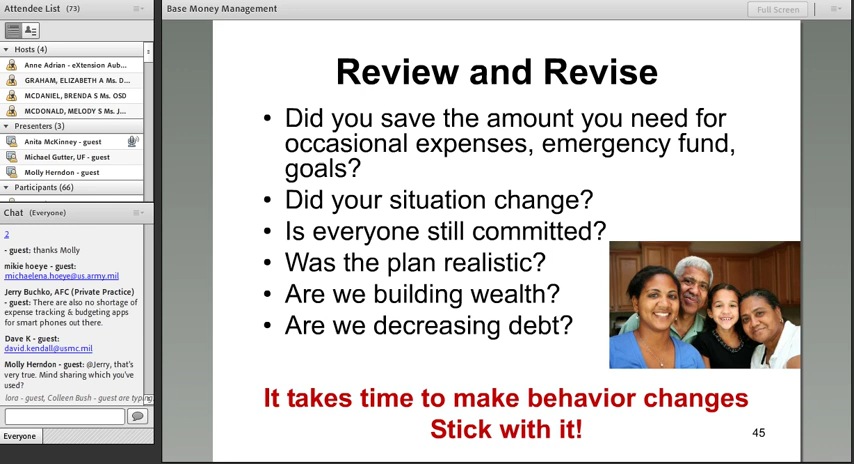 Attendee List (73)
Hosts (4)
Anne Adrian - eXtension Aub...
GRAHAM, ELIZABETH A Ms. D...
MCDANIEL, BRENDA S Ms. OSD
MCDONALD, MELODY S Ms. J...
Presenters (3)
Anita McKinney - guest
Michael Gutter, UF - guest
Molly Herndon - guest
Participants (66)
Chat (Everyone)
2
- guest: thanks Molly
mikie hoeye - guest:
michaelena.hoeye@us.army.mil
Jerry Buchko, AFC (Private Practice)
- guest: There are also no shortage of
expense tracking & budgeting apps
for smart phones out there.
Dave K - guest:
david.kendall@usmc.mil
Molly Herndon - guest: @Jerry, that's
very true. Mind sharing which you've
used?
lora - guest, Colleen Bush - guest are typing
Everyone
Base Money Management
Full Screen
Review and Revise
• Did you save the amount you need for
occasional expenses, emergency fund,
goals?
• Did your situation change?
• Is everyone still committed?
• Was the plan realistic?
• Are we building wealth?
• Are we decreasing debt?
It takes time to make behavior changes
Stick with it!
45